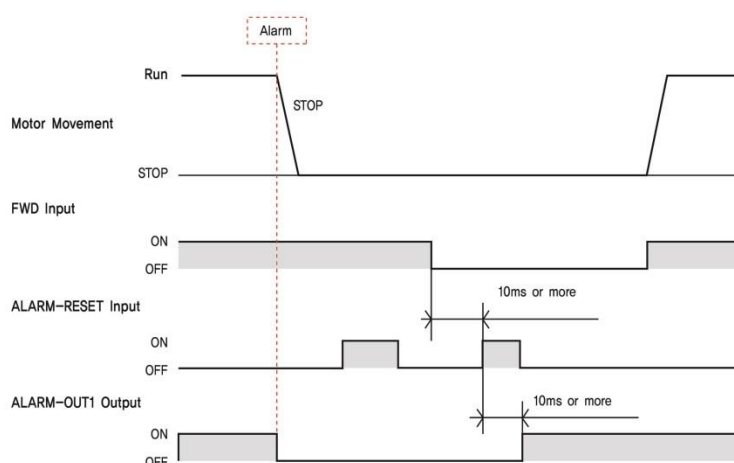 Alarm
Run
STOP
Motor Movement
STOP
FWD Input
ON
OFF
10ms or more
ALARM-RESET Input
ON
OFF
ALARM-OUT1 Output
10ms or more
ON
OFF